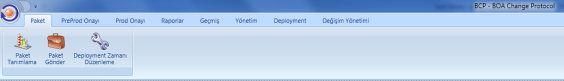 BCP - BOA Change Protocol
Paket PreProd Onayı Prod Onayı Raporlar Geçmiş Yönetim Deployment Değişim Yönetimi
Paket Tanımlama
Paket Gönder
Deployment Zamanı Düzenleme